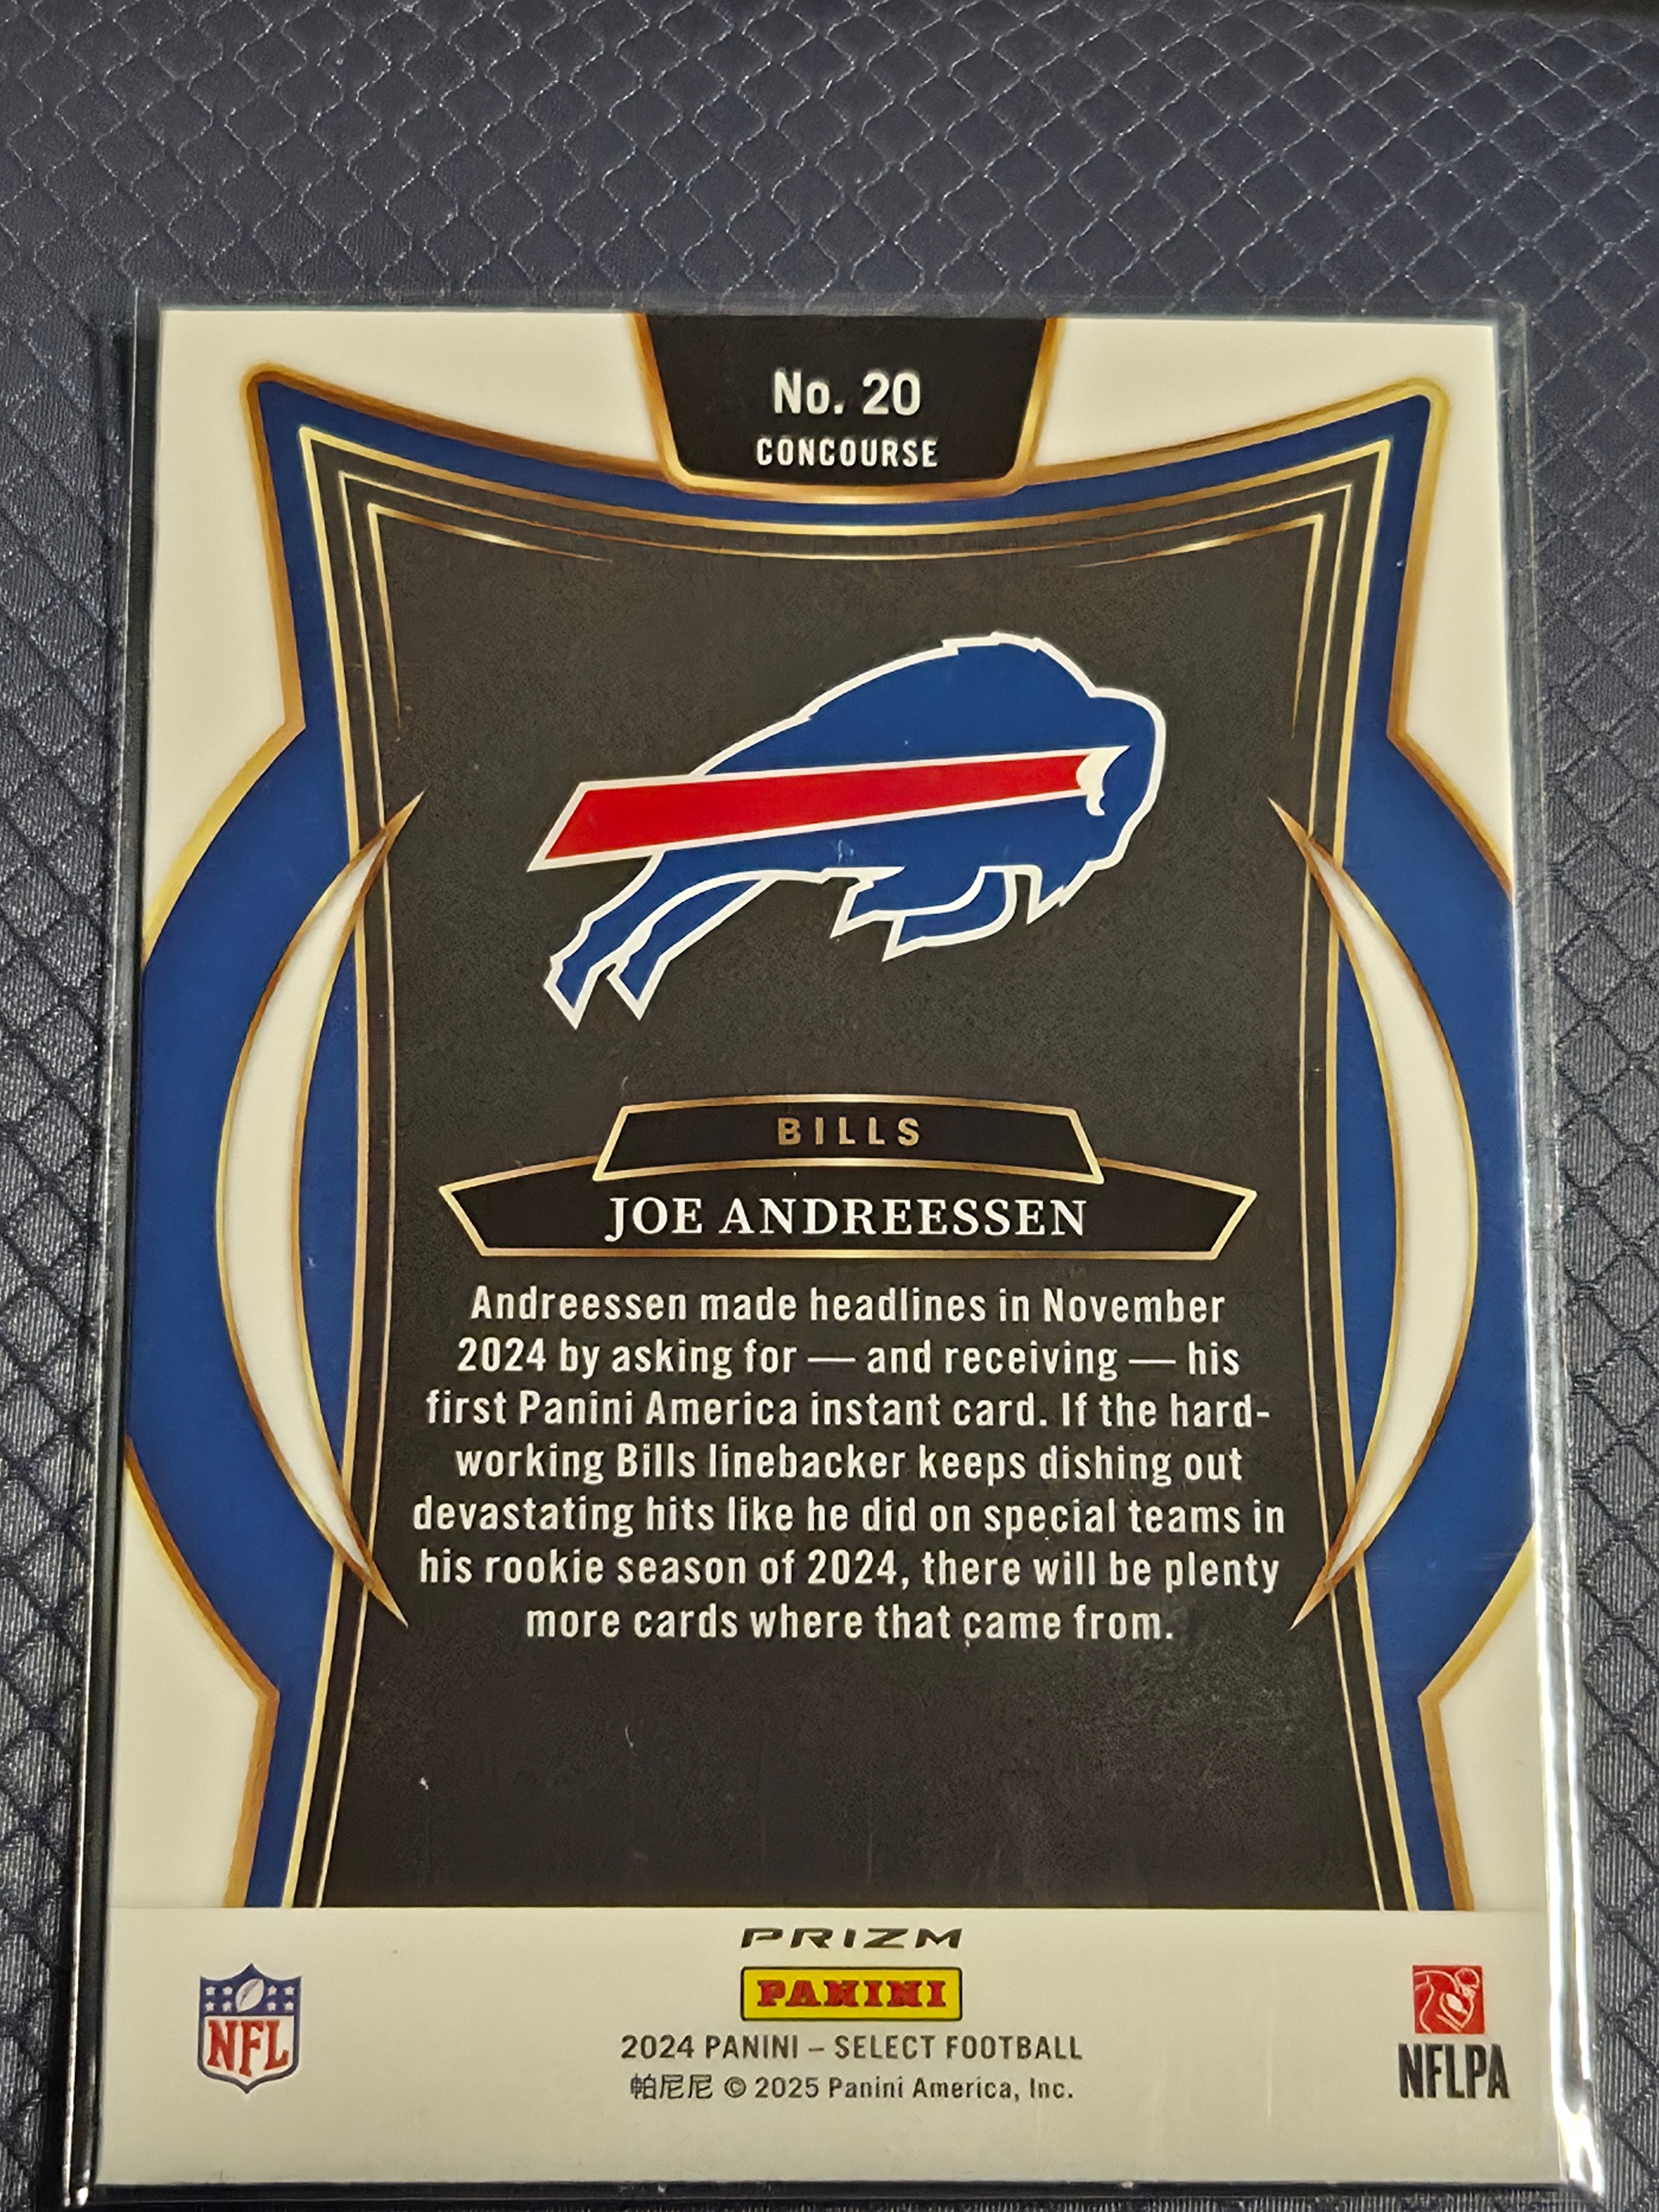 No. 20
CONCOURSE
BILLS
JOE ANDREESSEN
Andreessen made headlines in November
2024 by asking for — and receiving — his
first Panini America instant card. If the hard-
working Bills linebacker keeps dishing out
devastating hits like he did on special teams in
his rookie season of 2024, there will be plenty
more cards where that came from.
PRIZM
PANINI
NFL
2024 PANINI – SELECT FOOTBALL
帕尼尼 © 2025 Panini America, Inc.
NFLPA